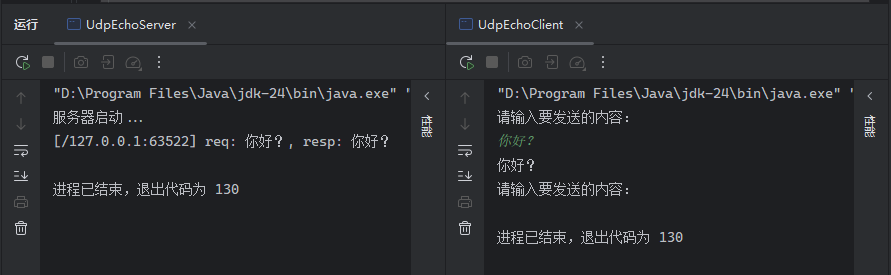 运行
UdpEchoServer
"D:\Program Files\Java\jdk-24\bin\java.exe" "
服务器启动...
[/127.0.0.1:63522] req: 你好？, resp: 你好？
进程已结束，退出代码为 130
性能
UdpEchoClient
"D:\Program Files\Java\jdk-24\bin\java.exe" "
请输入要发送的内容：
你好？
你好？
请输入要发送的内容：
进程已结束，退出代码为 130
性能